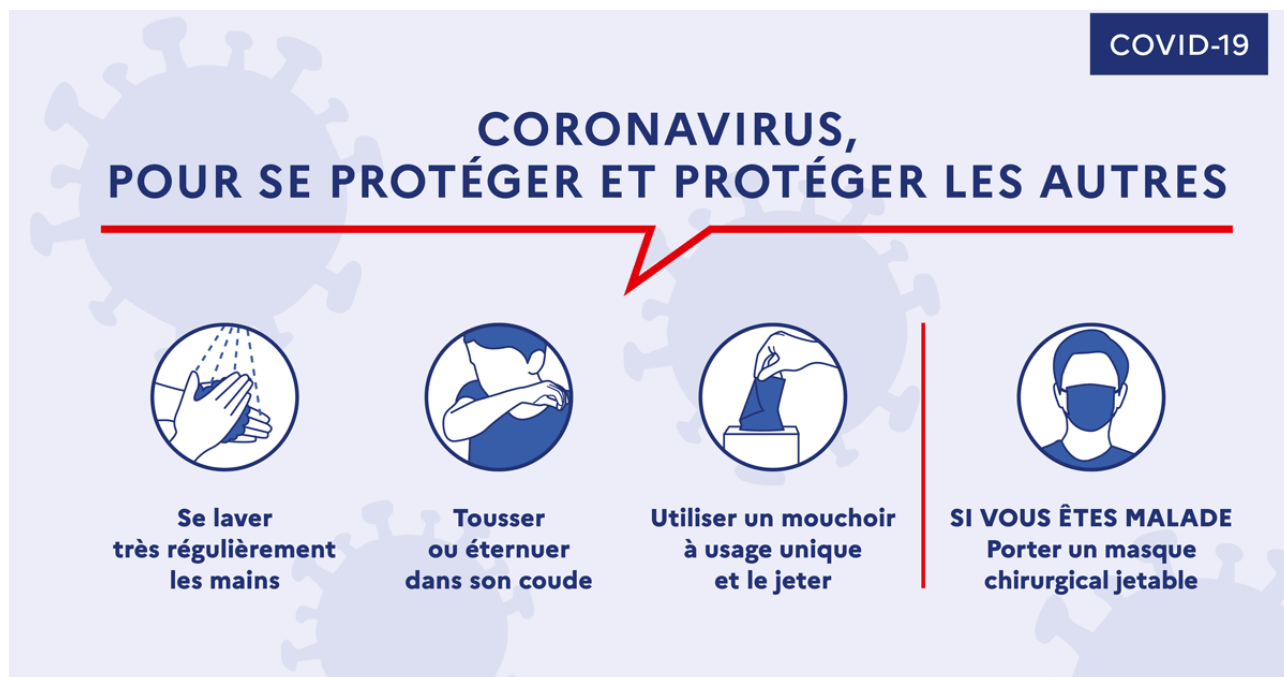 COVID-19
CORONAVIRUS,
POUR SE PROTÉGER ET PROTÉGER LES AUTRES
Se laver
très régulièrement
les mains
Tousser
ou éternuer
dans son coude
Utiliser un mouchoir
à usage unique
et le jeter
SI VOUS ÊTES MALADE
Porter un masque
chirurgical jetable